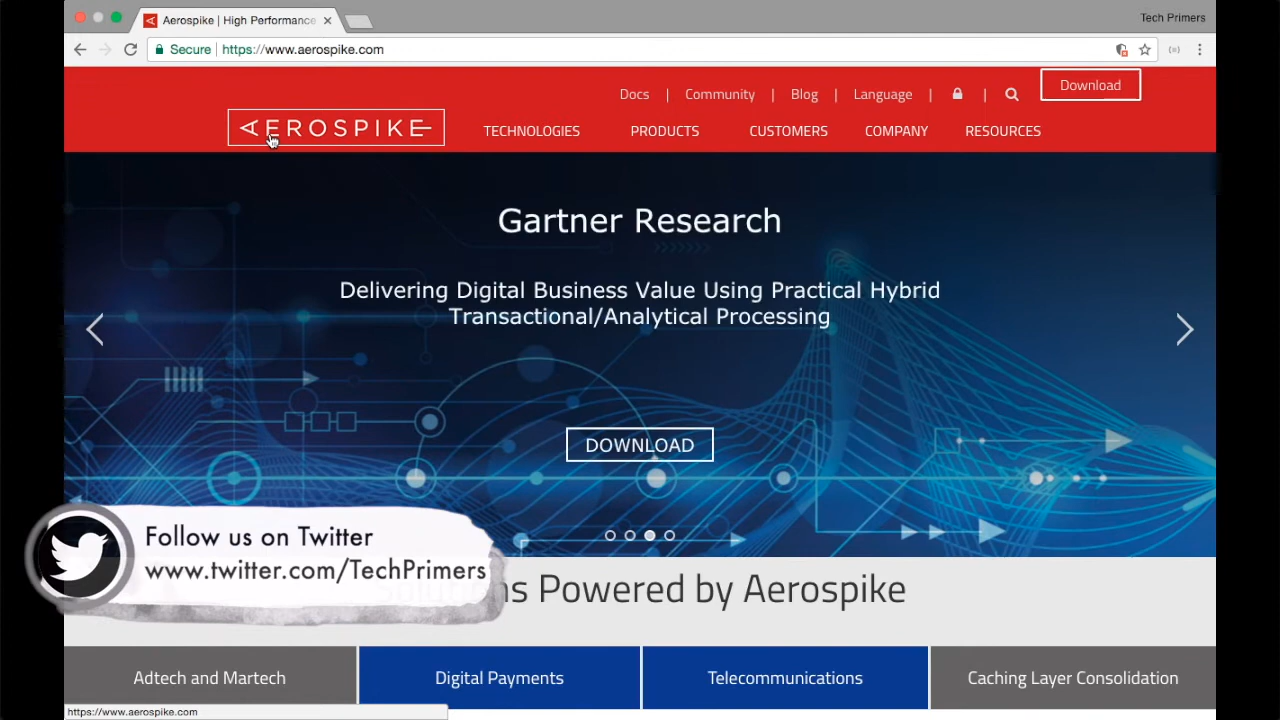 Aerospike | High Performance
Tech Primers
Secure
https://www.aerospike.com
Docs | Community | Blog | Language | |
Download
AEROSPIKE
TECHNOLOGIES PRODUCTS CUSTOMERS COMPANY RESOURCES
Gartner Research
Delivering Digital Business Value Using Practical Hybrid
Transactional/Analytical Processing
DOWNLOAD
Follow us on Twitter
www.twitter.com/TechPrimers
Powered by Aerospike
Adtech and Martech
Digital Payments
Telecommunications
Caching Layer Consolidation
https://www.aerospike.com